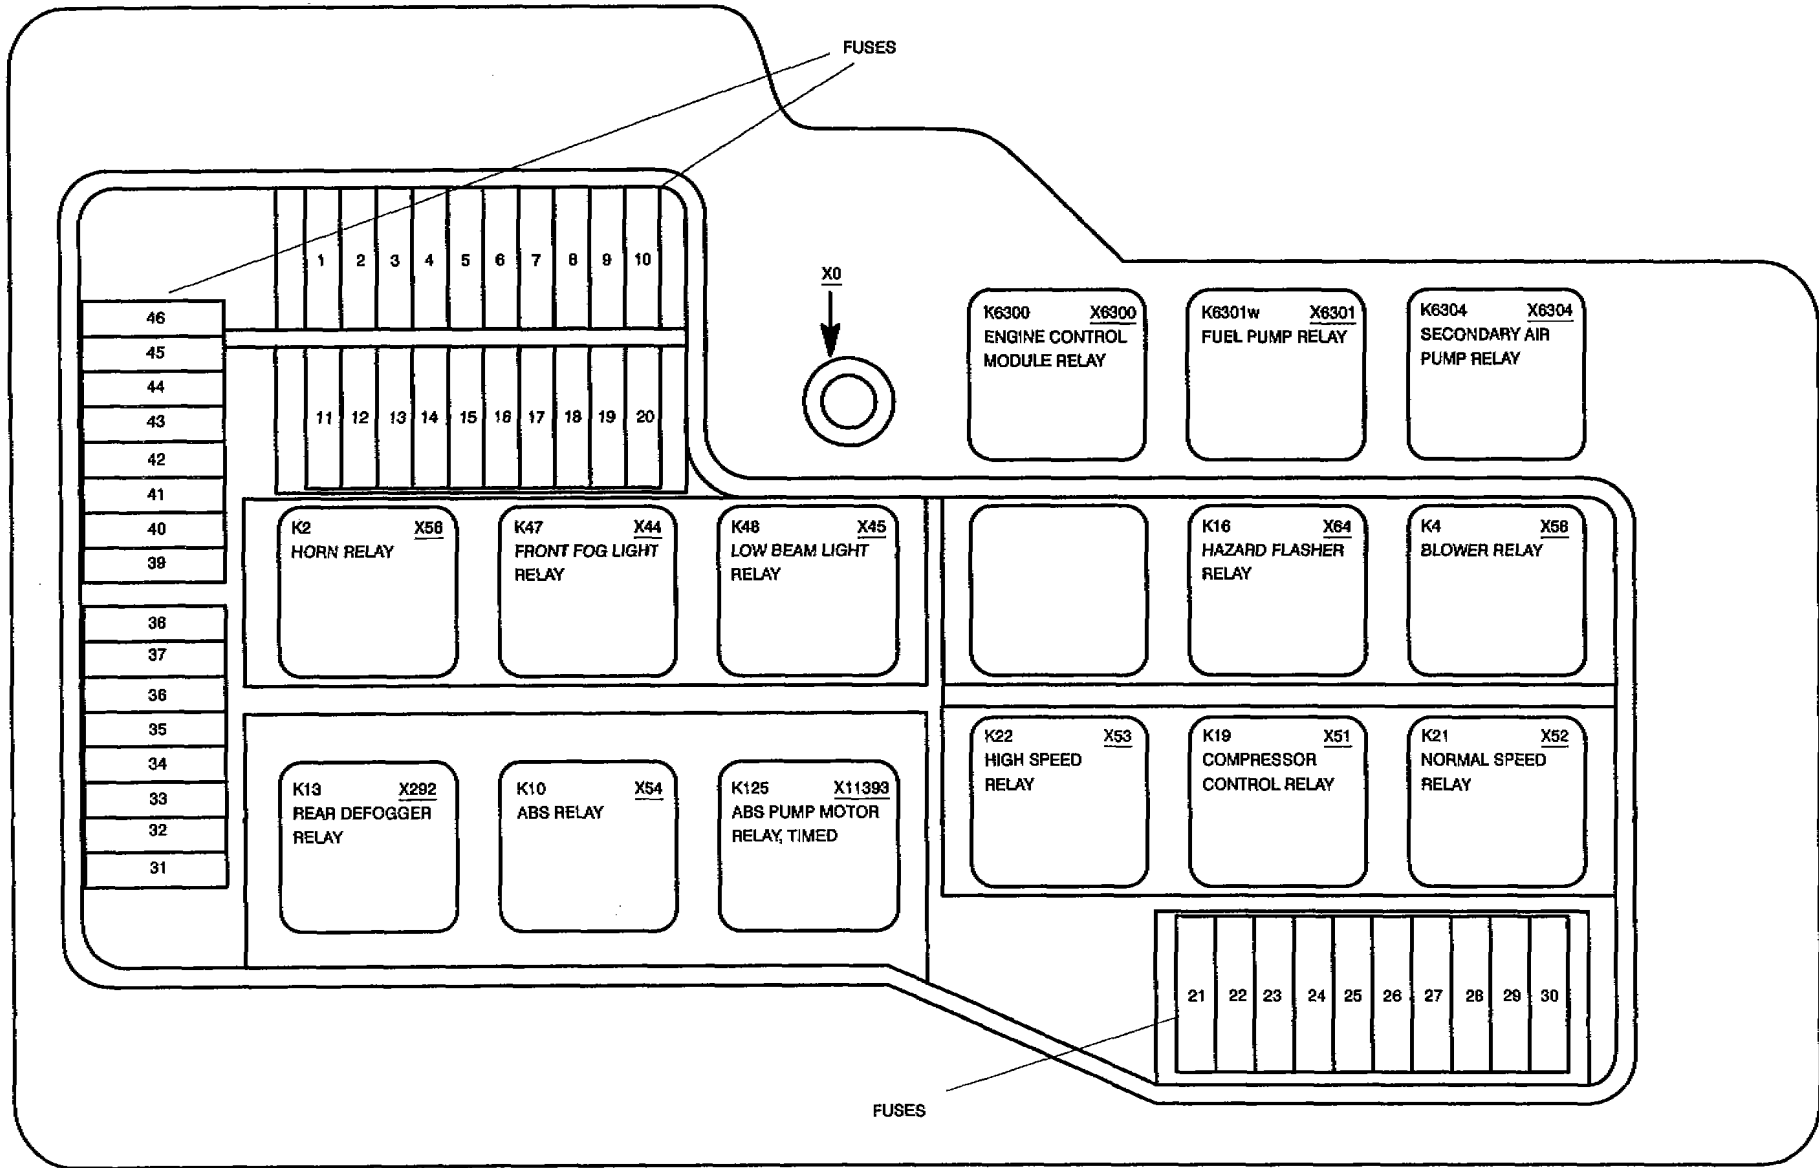 FUSES
1 2 3 4 5 6 7 8 9 10
X0
46
45
44
43
42
41
40
39
11 12 13 14 15 16 17 18 19 20
K6300 X6300
ENGINE CONTROL
MODULE RELAY
K6301w X6301
FUEL PUMP RELAY
K6304 X6304
SECONDARY AIR
PUMP RELAY
K2 X56
HORN RELAY
K47 X44
FRONT FOG LIGHT
RELAY
K48 X45
LOW BEAM LIGHT
RELAY
K16 X64
HAZARD FLASHER
RELAY
K4 X58
BLOWER RELAY
38
37
36
35
34
33
32
31
K13 X292
REAR DEFOGGER
RELAY
K10 X54
ABS RELAY
K125 X11393
ABS PUMP MOTOR
RELAY, TIMED
K22 X53
HIGH SPEED
RELAY
K19 X51
COMPRESSOR
CONTROL RELAY
K21 X52
NORMAL SPEED
RELAY
21 22 23 24 25 26 27 28 29 30
FUSES